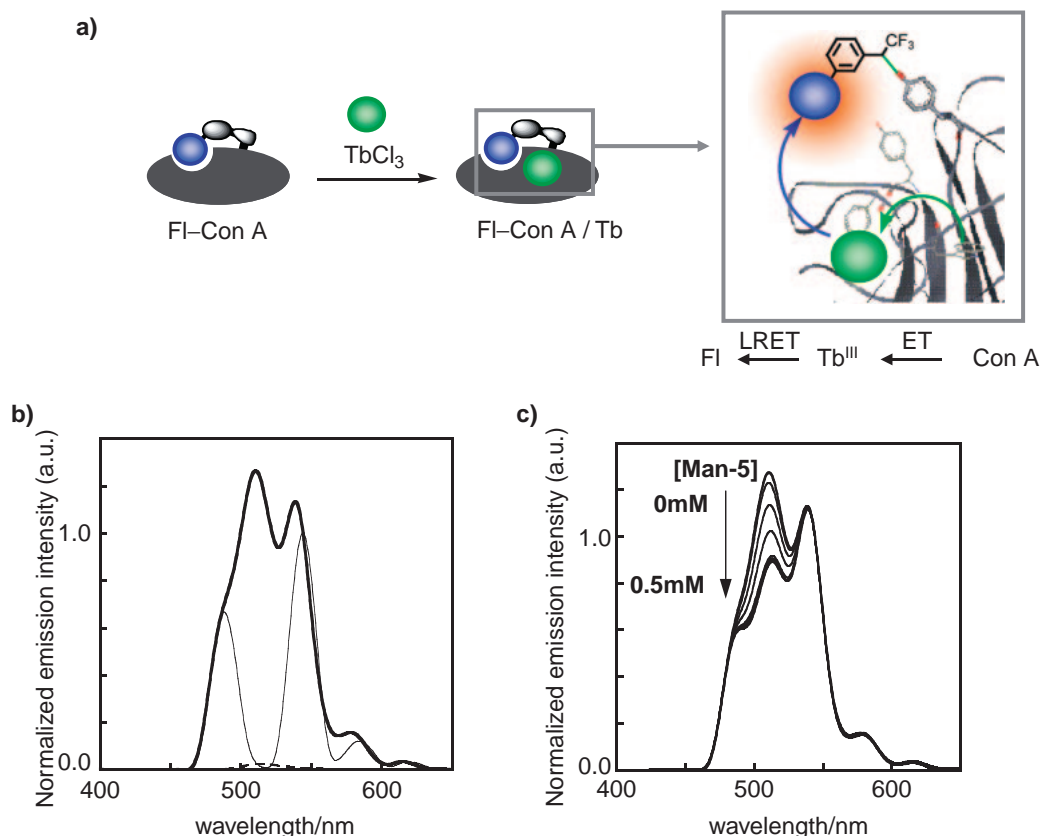 a)
CF₃
TbCl₃
Fl–Con A
Fl–Con A / Tb
LRET ET
Fl Tbᴵᴵᴵ Con A
b)
Normalized emission intensity (a.u.)
1.0
0.0
400 500 600
wavelength/nm
c)
Normalized emission intensity (a.u.)
[Man-5]
0mM
1.0
0.5mM
0.0
400 500 600
wavelength/nm